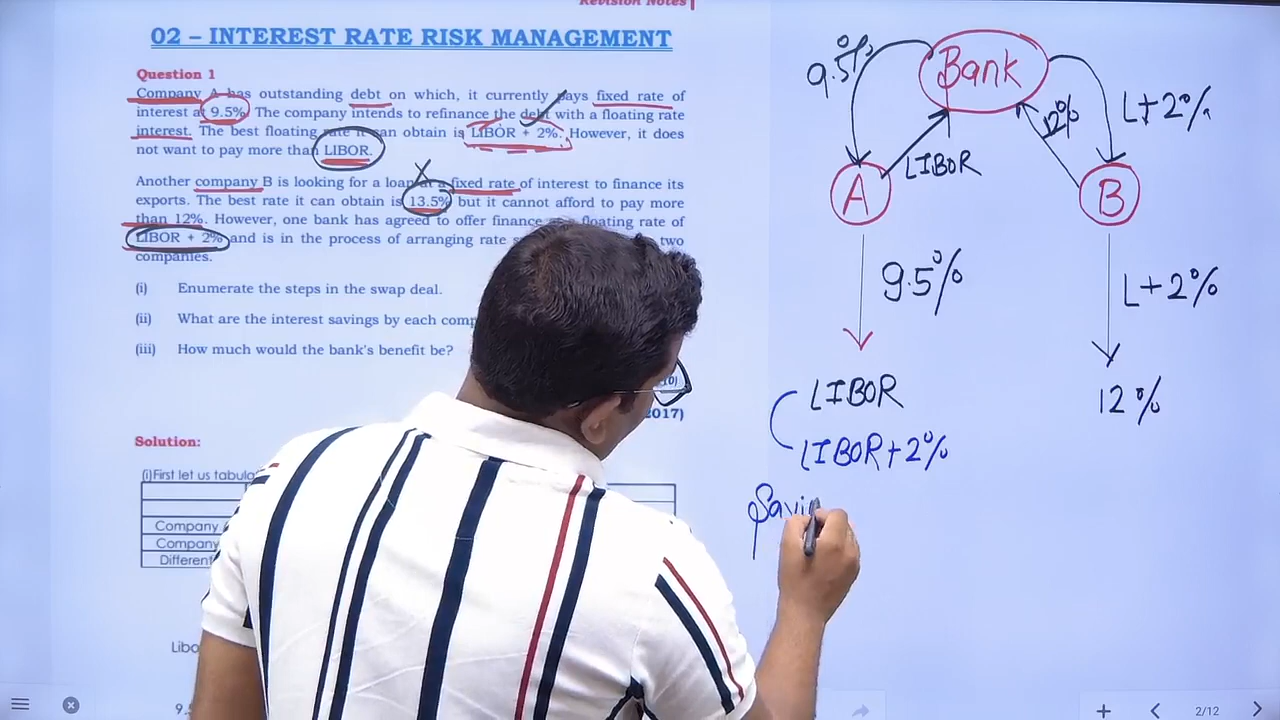 Revision Notes
02 – INTEREST RATE RISK MANAGEMENT
Question 1
Company A has outstanding debt on which, it currently pays fixed rate of
interest at 9.5%. The company intends to refinance the debt with a floating rate
interest. The best floating rate it can obtain is LIBOR + 2%. However, it does
not want to pay more than LIBOR.
Another company B is looking for a loan at a fixed rate of interest to finance its
exports. The best rate it can obtain is 13.5% but it cannot afford to pay more
than 12%. However, one bank has agreed to offer finance floating rate of
LIBOR + 2% and is in the process of arranging rate two
companies.
(i) Enumerate the steps in the swap deal.
(ii) What are the interest savings by each
(iii) How much would the bank's benefit be?
2017)
Solution:
(i) First let us
Company
Company
9.5%
Bank
L+2%
12%
LIBOR
A
B
9.5%
L+2%
LIBOR
12%
LIBOR+2%
Savi
2/12